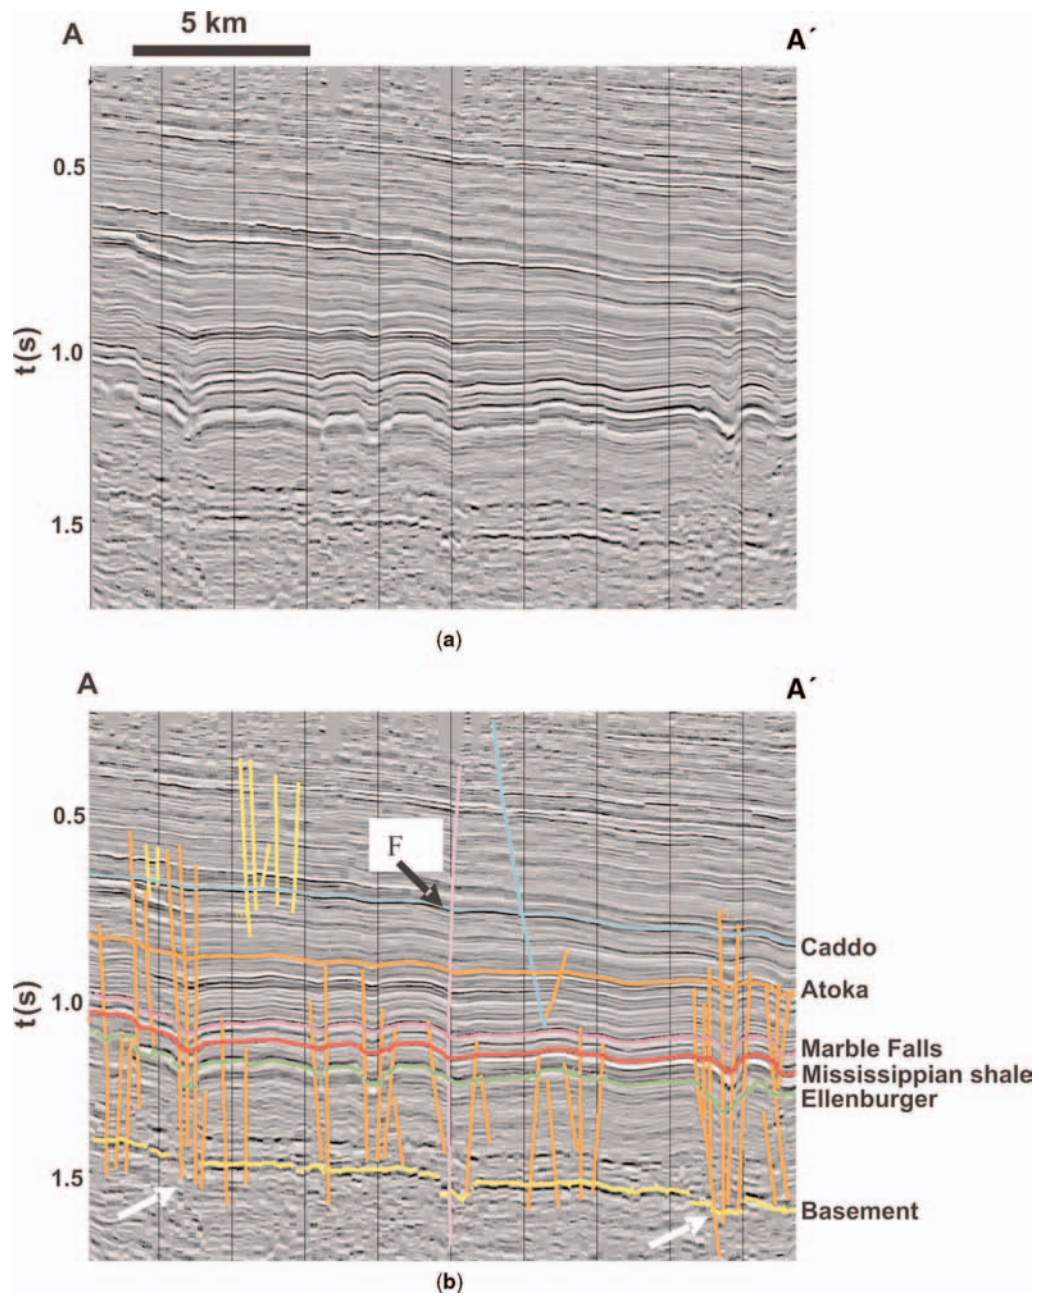 A 5 km A´
0.5
1.0
t(s)
1.5
(a)
A A´
0.5
F
Caddo
Atoka
1.0
t(s)
Marble Falls
Mississippian shale
Ellenburger
1.5
Basement
(b)